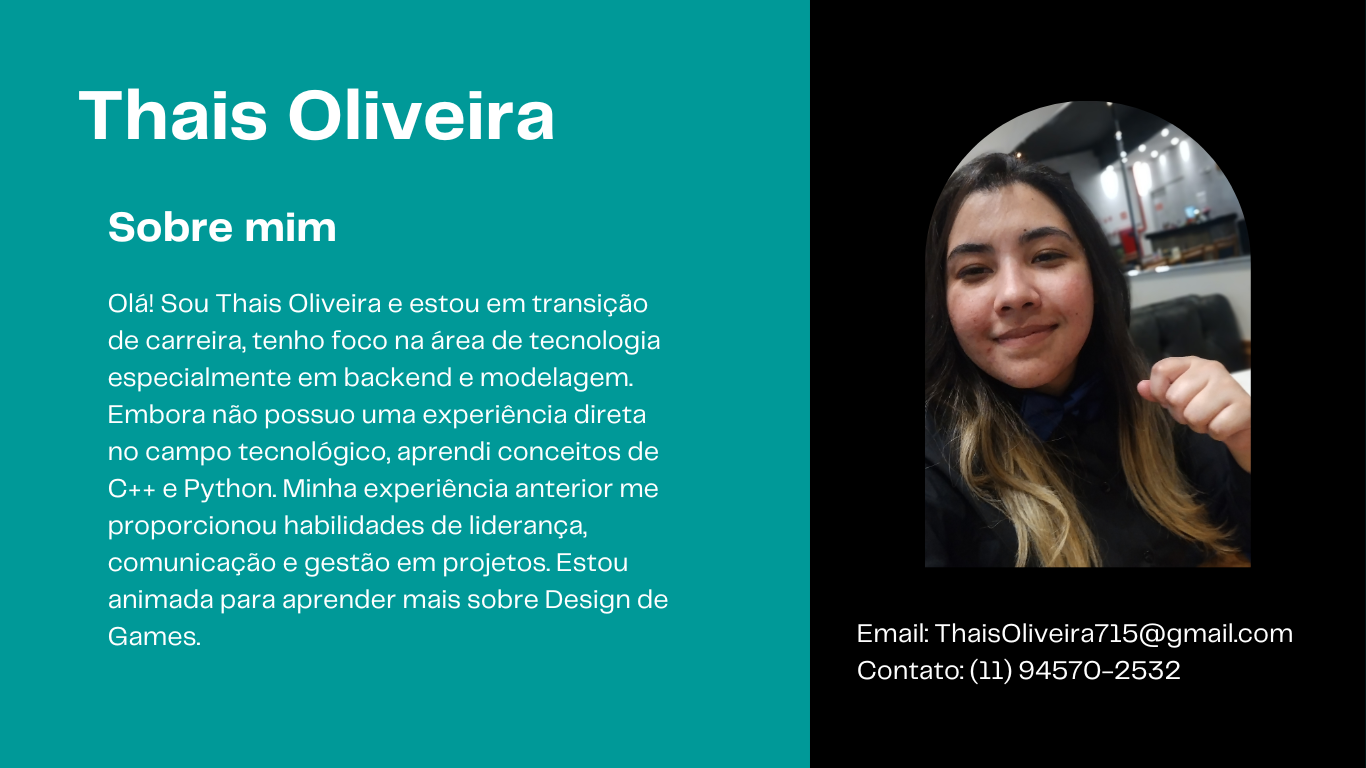 Thais Oliveira
Sobre mim
Olá! Sou Thais Oliveira e estou em transição
de carreira, tenho foco na área de tecnologia
especialmente em backend e modelagem.
Embora não possuo uma experiência direta
no campo tecnológico, aprendi conceitos de
C++ e Python. Minha experiência anterior me
proporcionou habilidades de liderança,
comunicação e gestão em projetos. Estou
animada para aprender mais sobre Design de
Games.
Email: ThaisOliveira715@gmail.com
Contato: (11) 94570-2532